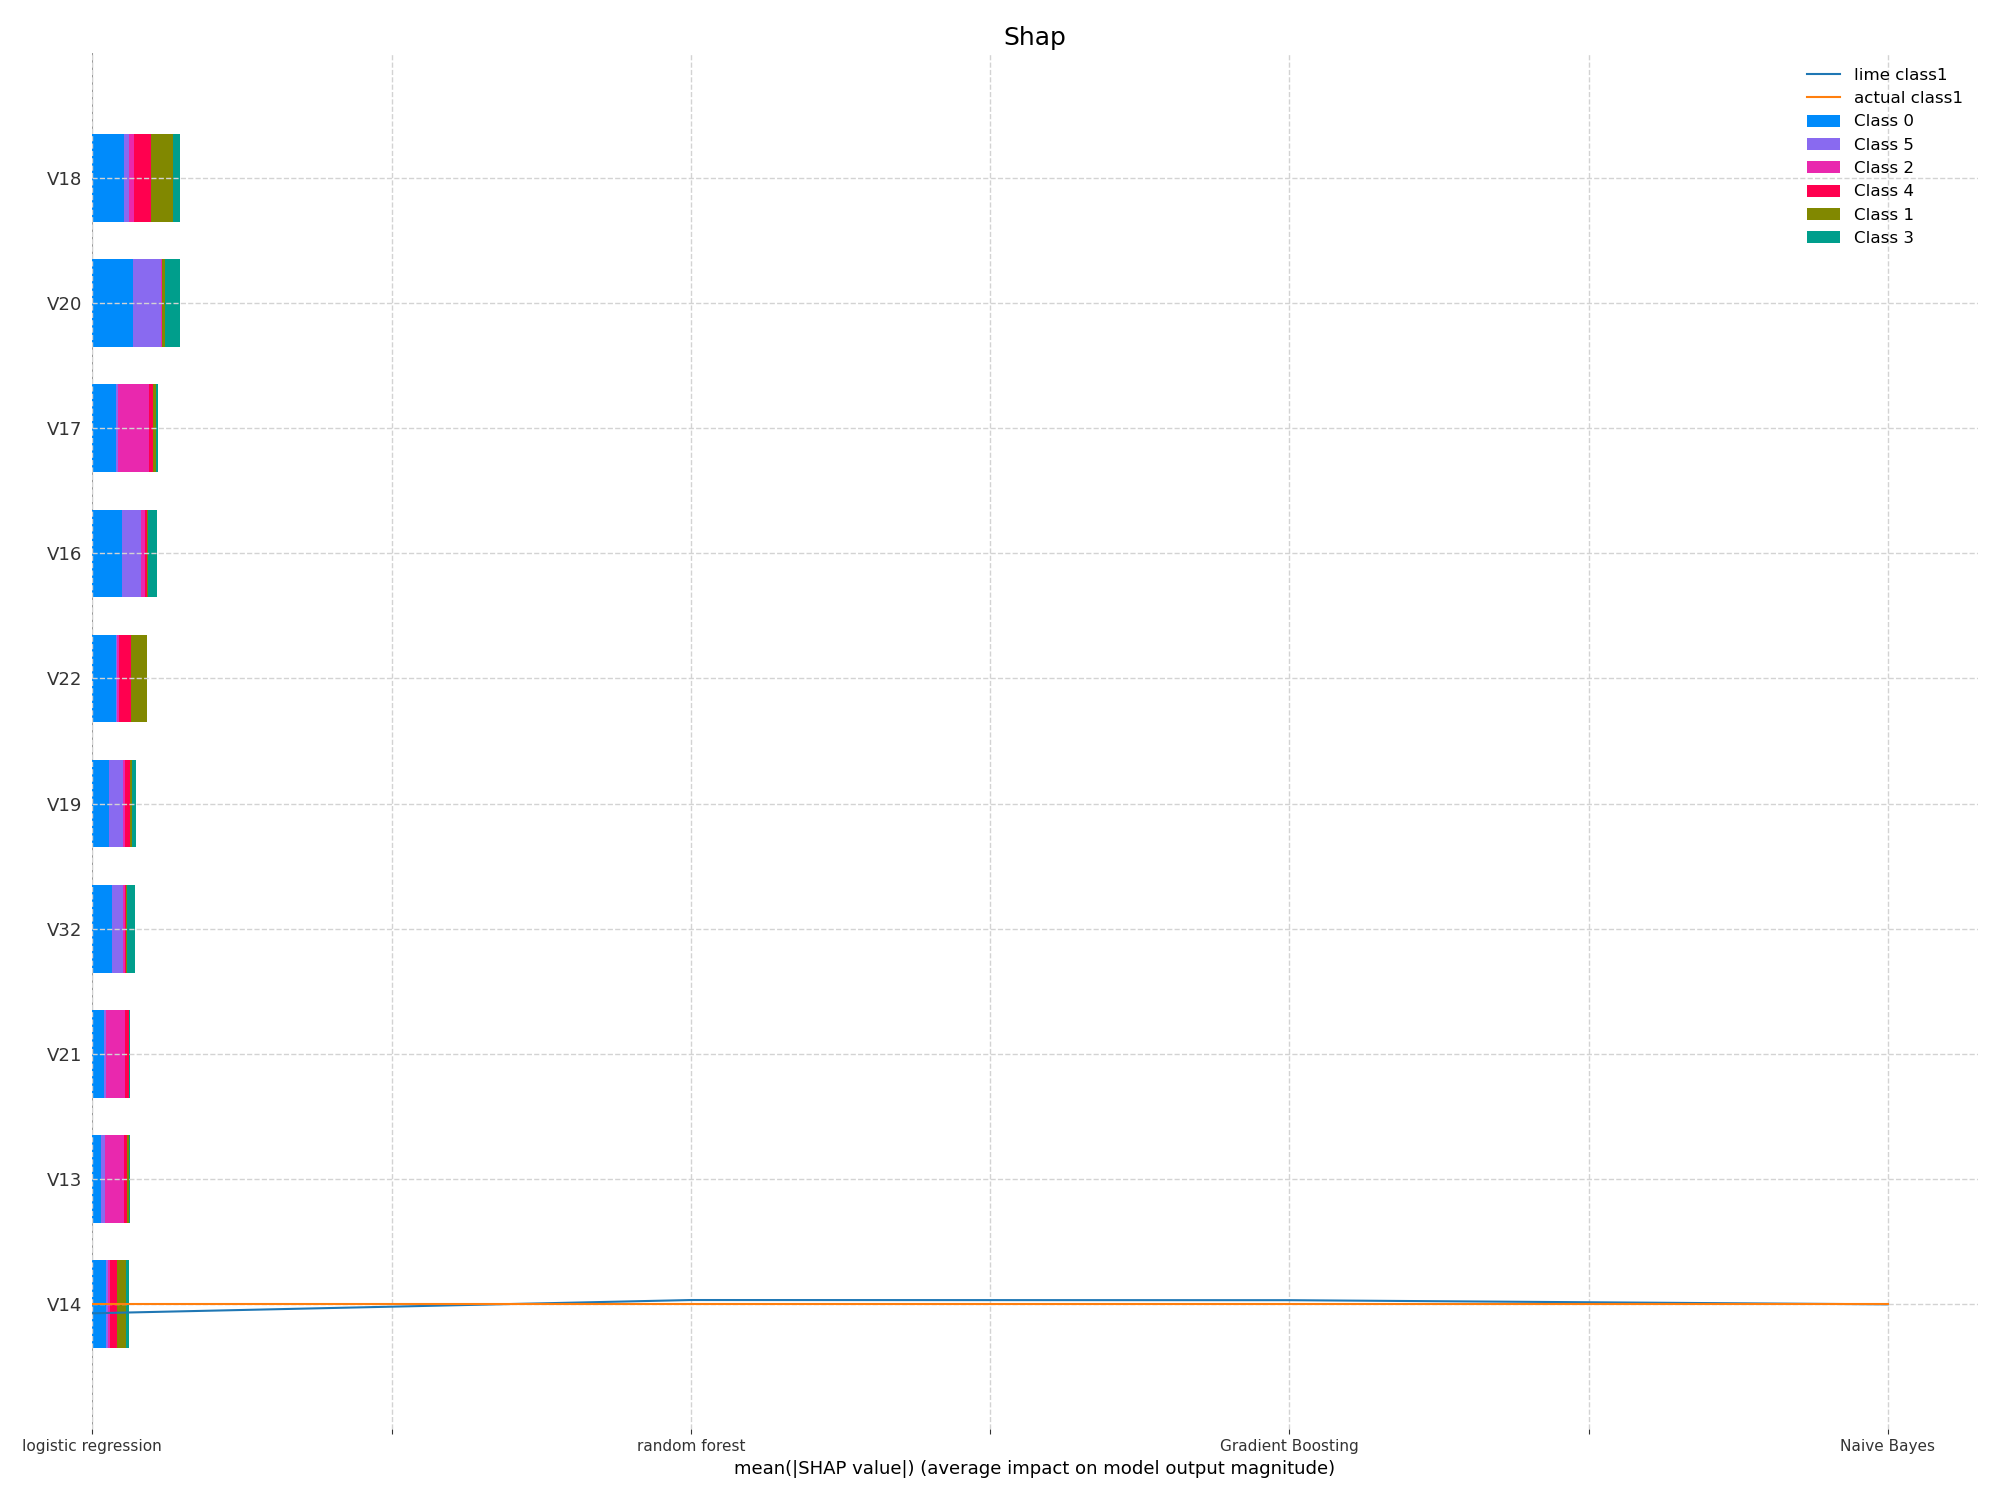 Shap
lime class1
actual class1
Class 0
Class 5
Class 2
Class 4
Class 1
Class 3
V18
V20
V17
V16
V22
V19
V32
V21
V13
V14
logistic regression
random forest
Gradient Boosting
Naive Bayes
mean(|SHAP value|) (average impact on model output magnitude)